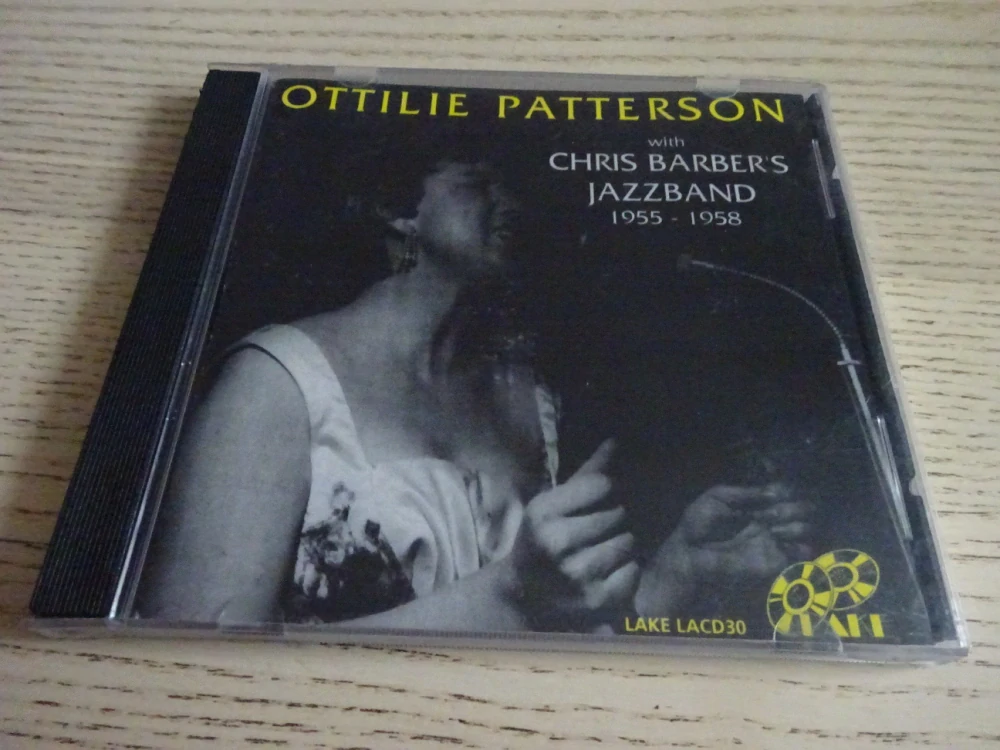 OTTILIE PATTERSON
with
CHRIS BARBER'S
JAZZBAND
1955 - 1958
LAKE LACD30